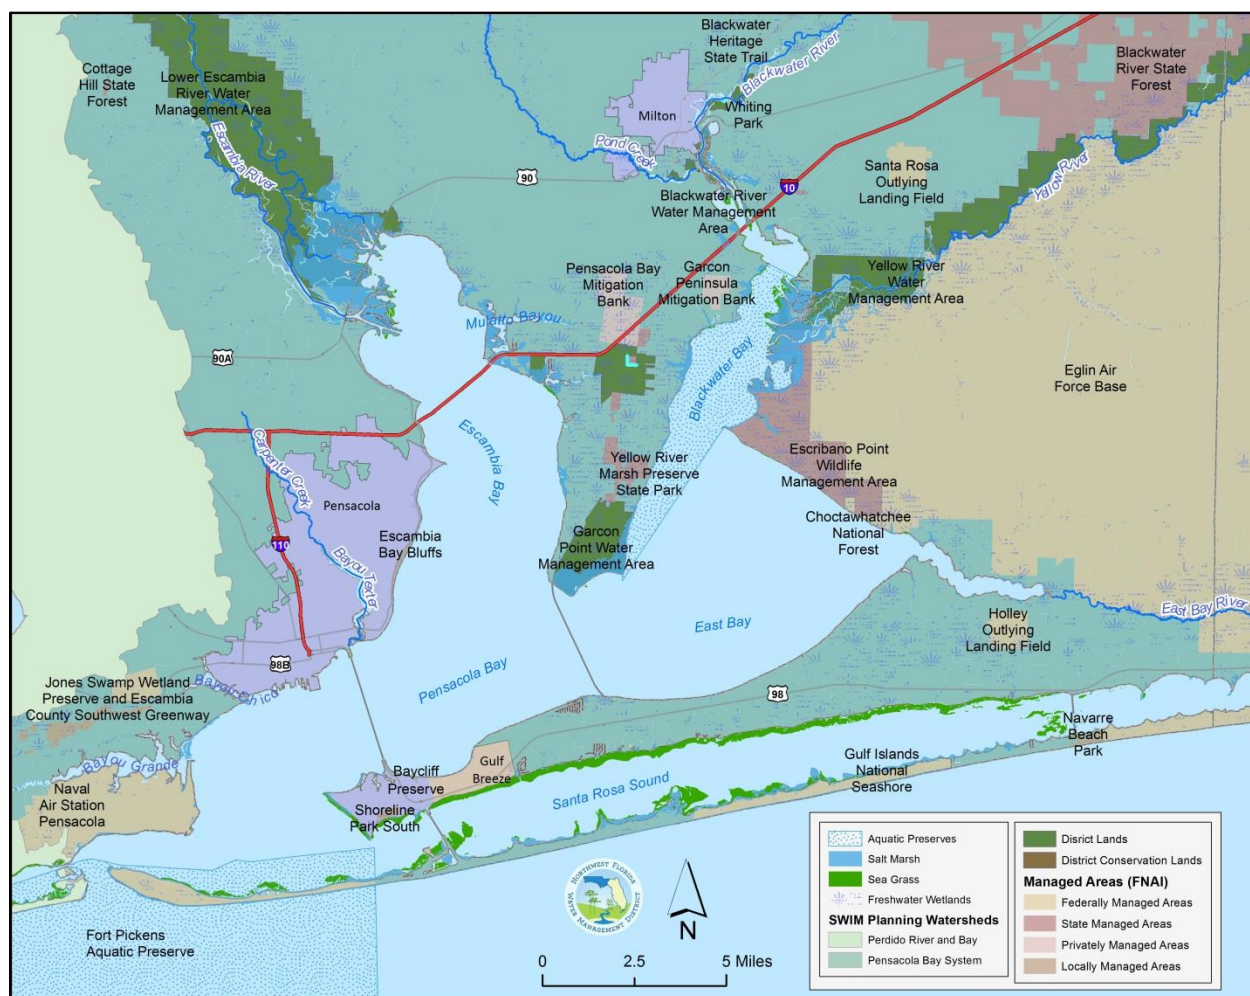 Blackwater
Heritage
State Trail
Blackwater River
Blackwater
River State
Forest
Cottage
Hill State
Forest
Lower Escambia
River Water
Management Area
Escambia River
Milton
Whiting
Park
Pond Creek
90
10
Santa Rosa
Outlying
Landing Field
Yellow River
Blackwater River
Water Management
Area
Pensacola Bay
Mitigation
Bank
Garcon
Peninsula
Mitigation Bank
Yellow River
Water
Management Area
Mulatto Bayou
90A
Blackwater Bay
Eglin Air
Force Base
Carpenter Creek
Escambia Bay
Yellow River
Marsh Preserve
State Park
Escribano Point
Wildlife
Management Area
Pensacola
110
Escambia
Bay Bluffs
Bayou Texter
Garcon
Point Water
Management Area
Choctawhatchee
National
Forest
East Bay River
Holley
Outlying
Landing Field
East Bay
98B
Pensacola Bay
98
Bayou Chico
Jones Swamp Wetland
Preserve and Escambia
County Southwest Greenway
Bayou Grande
Naval
Air Station
Pensacola
Baycliff
Preserve
Gulf
Breeze
Shoreline
Park South
Santa Rosa Sound
Gulf Islands
National
Seashore
Navarre
Beach
Park
Fort Pickens
Aquatic Preserve
NORTHWEST FLORIDA
WATER MANAGEMENT DISTRICT
N
0 2.5 5 Miles
Aquatic Preserves
Salt Marsh
Sea Grass
Freshwater Wetlands
SWIM Planning Watersheds
Perdido River and Bay
Pensacola Bay System
Disrict Lands
District Conservation Lands
Managed Areas (FNAI)
Federally Managed Areas
State Managed Areas
Privately Managed Areas
Locally Managed Areas